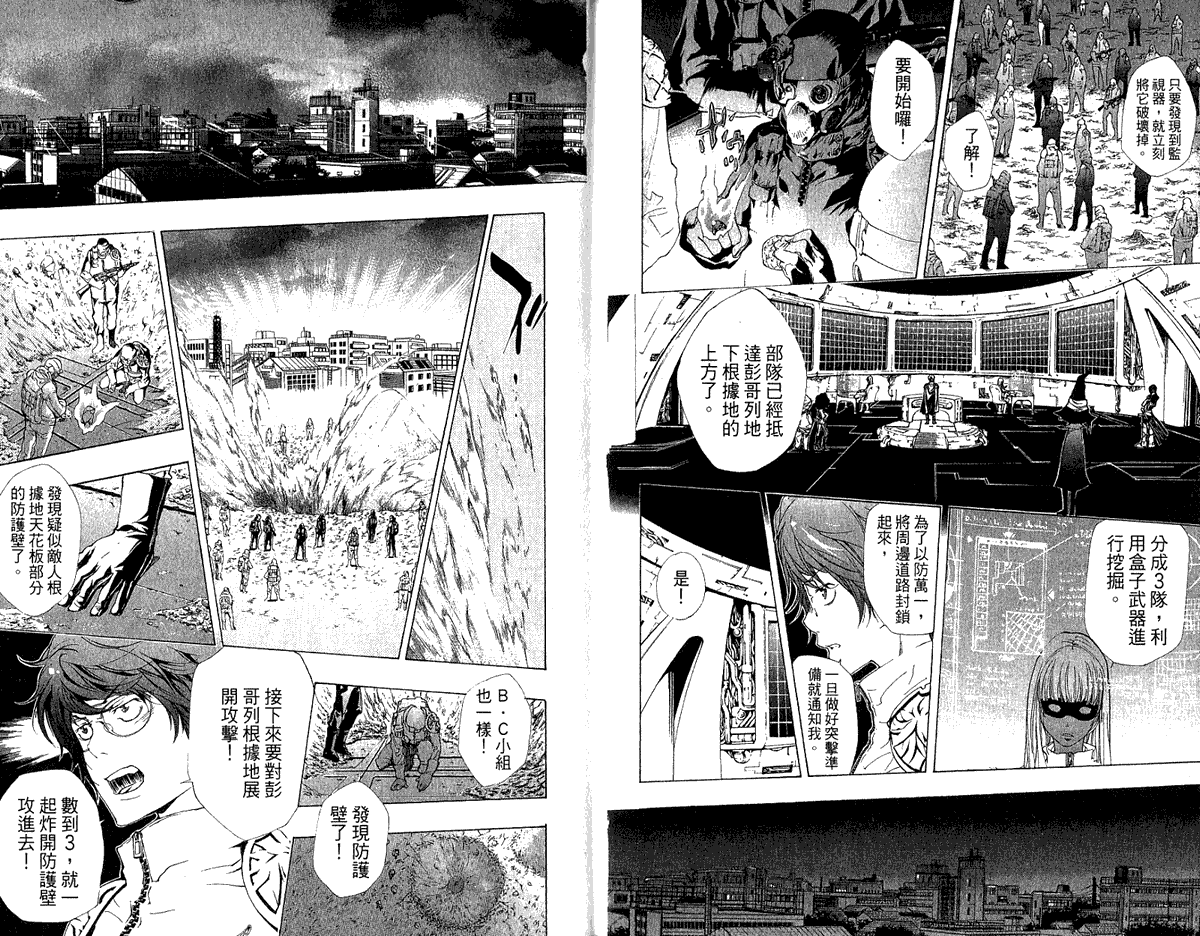 只要發現到監
視器，就立刻
將它破壞掉。
了解！
要開始囉！
部隊已經抵
達彭哥列地
下根據地的
上方了。
分成3隊，利
用盒子武器進
行挖掘。
為了以防萬一，
將周邊道路封鎖
起來，
一旦做好突擊準
備就通知我。
是！
發現疑似敵人根
據地天花板部分
的防護壁了。
B·C小組
也一樣！
發現防護
壁了！
接下來要對彭
哥列根據地展
開攻擊！
數到3，就一
起炸開防護壁
攻進去！